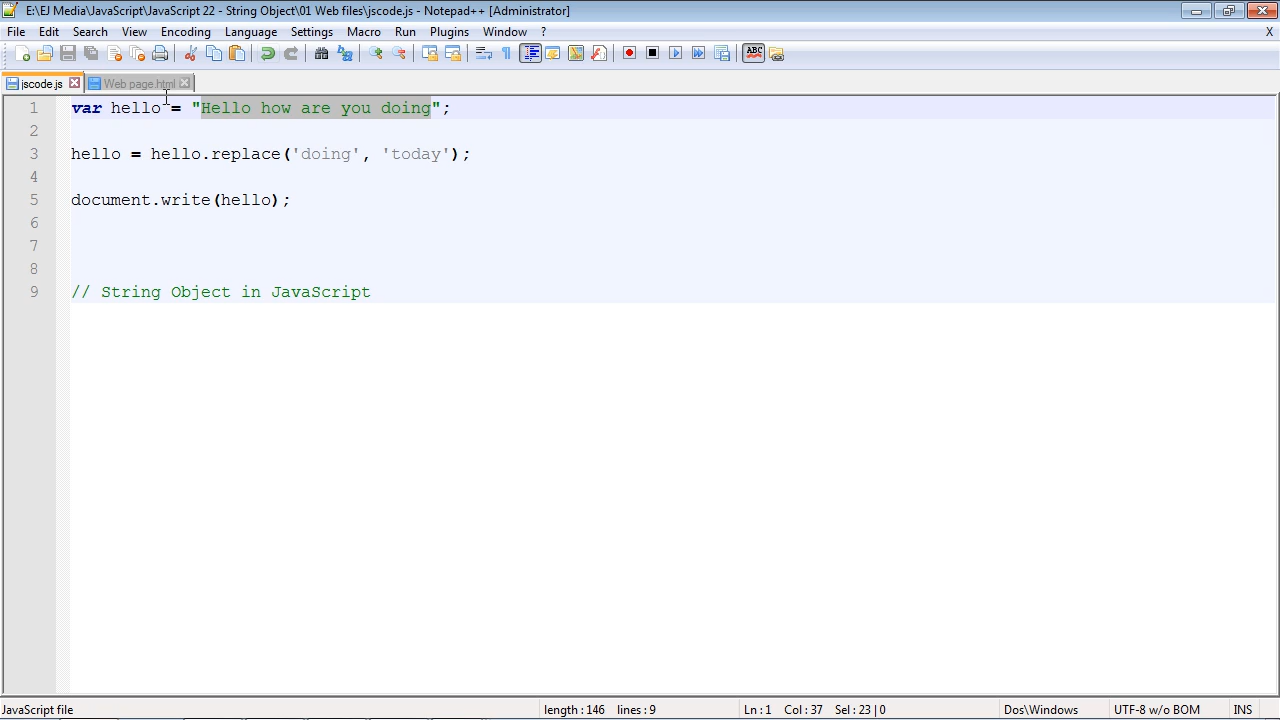 E:\EJ Media\JavaScript\JavaScript 22 - String Object\01 Web files\jscode.js - Notepad++ [Administrator]
File Edit Search View Encoding Language Settings Macro Run Plugins Window ? X
ABC
jscode.js Web page.html
1 var hello = "Hello how are you doing";
2
3 hello = hello.replace('doing', 'today');
4
5 document.write(hello);
6
7
8
9 // String Object in JavaScript
JavaScript file length : 146 lines : 9 Ln : 1 Col : 37 Sel : 23 | 0 Dos\Windows UTF-8 w/o BOM INS